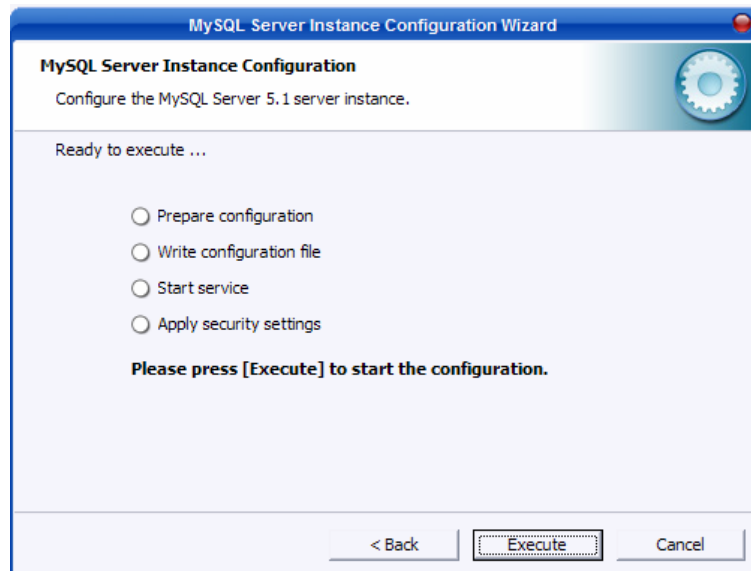 MySQL Server Instance Configuration Wizard
MySQL Server Instance Configuration
Configure the MySQL Server 5.1 server instance.
Ready to execute ...
Prepare configuration
Write configuration file
Start service
Apply security settings
Please press [Execute] to start the configuration.
< Back Execute Cancel